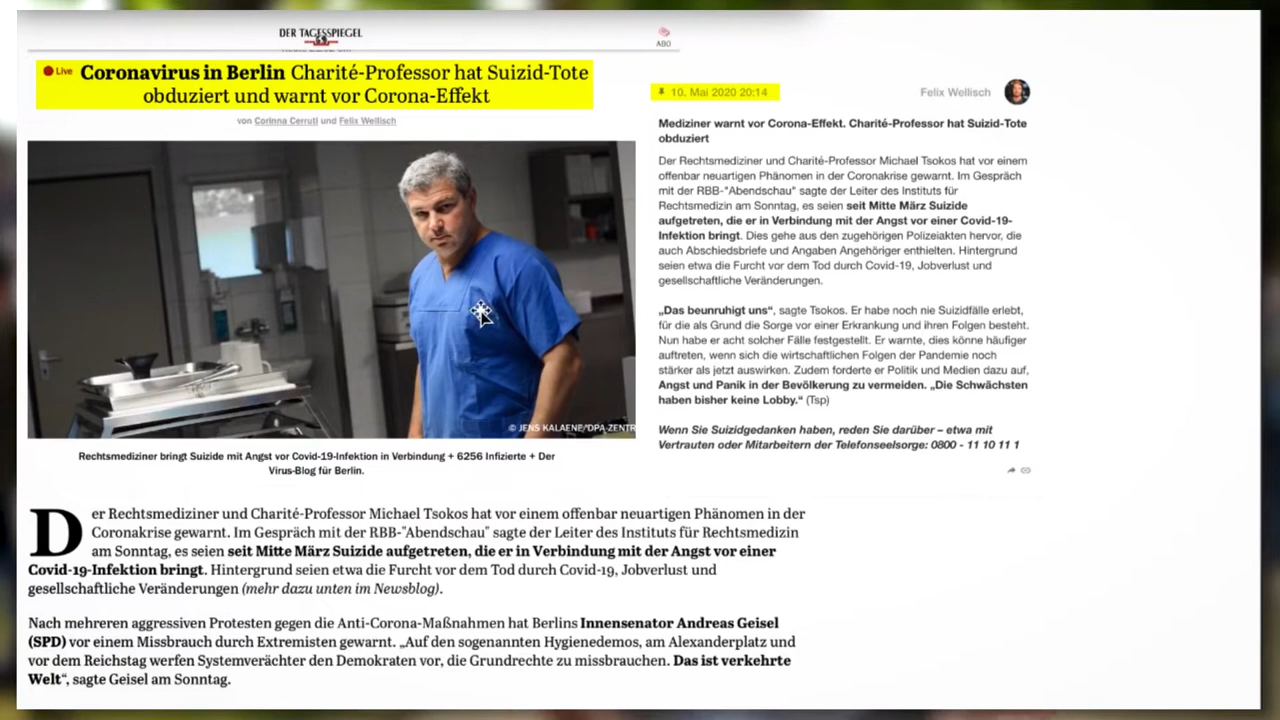 DER TAGESSPIEGEL
ABO
Live Coronavirus in Berlin Charité-Professor hat Suizid-Tote
obduziert und warnt vor Corona-Effekt
von Corinna Cerruti und Felix Wellisch
© JENS KALAENE/DPA-ZENTR
Rechtsmediziner bringt Suizide mit Angst vor Covid-19-Infektion in Verbindung + 6256 Infizierte + Der
Virus-Blog für Berlin.
10. Mai 2020 20:14
Felix Wellisch
Mediziner warnt vor Corona-Effekt. Charité-Professor hat Suizid-Tote
obduziert
Der Rechtsmediziner und Charité-Professor Michael Tsokos hat vor einem
offenbar neuartigen Phänomen in der Coronakrise gewarnt. Im Gespräch
mit der RBB-"Abendschau" sagte der Leiter des Instituts für
Rechtsmedizin am Sonntag, es seien seit Mitte März Suizide
aufgetreten, die er in Verbindung mit der Angst vor einer Covid-19-
Infektion bringt. Dies gehe aus den zugehörigen Polizeiakten hervor, die
auch Abschiedsbriefe und Angaben Angehöriger enthielten. Hintergrund
seien etwa die Furcht vor dem Tod durch Covid-19, Jobverlust und
gesellschaftliche Veränderungen.
„Das beunruhigt uns“, sagte Tsokos. Er habe noch nie Suizidfälle erlebt,
für die als Grund die Sorge vor einer Erkrankung und ihren Folgen besteht.
Nun habe er acht solcher Fälle festgestellt. Er warnte, dies könne häufiger
auftreten, wenn sich die wirtschaftlichen Folgen der Pandemie noch
stärker als jetzt auswirken. Zudem forderte er Politik und Medien dazu auf,
Angst und Panik in der Bevölkerung zu vermeiden. „Die Schwächsten
haben bisher keine Lobby.“ (Tsp)
Wenn Sie Suizidgedanken haben, reden Sie darüber – etwa mit
Vertrauten oder Mitarbeitern der Telefonseelsorge: 0800 - 11 10 11 1
Der Rechtsmediziner und Charité-Professor Michael Tsokos hat vor einem offenbar neuartigen Phänomen in der
Coronakrise gewarnt. Im Gespräch mit der RBB-"Abendschau" sagte der Leiter des Instituts für Rechtsmedizin
am Sonntag, es seien seit Mitte März Suizide aufgetreten, die er in Verbindung mit der Angst vor einer
Covid-19-Infektion bringt. Hintergrund seien etwa die Furcht vor dem Tod durch Covid-19, Jobverlust und
gesellschaftliche Veränderungen (mehr dazu unten im Newsblog).
Nach mehreren aggressiven Protesten gegen die Anti-Corona-Maßnahmen hat Berlins Innensenator Andreas Geisel
(SPD) vor einem Missbrauch durch Extremisten gewarnt. „Auf den sogenannten Hygienedemos, am Alexanderplatz und
vor dem Reichstag werfen Systemverächter den Demokraten vor, die Grundrechte zu missbrauchen. Das ist verkehrte
Welt“, sagte Geisel am Sonntag.